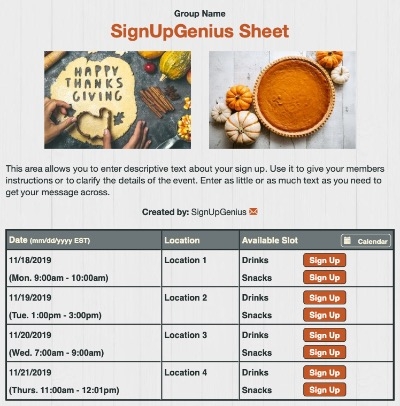 Group Name
SignUpGenius Sheet
HAPPY
THANKS
GIVING
This area allows you to enter descriptive text about your sign up. Use it to give your members
instructions or to clarify the details of the event. Enter as little or as much text as you need to
get your message across.
Created by: SignUpGenius
Date (mm/dd/yyyy EST) Location Available Slot Calendar
11/18/2019 Location 1 Drinks Sign Up
(Mon. 9:00am - 10:00am) Snacks Sign Up
11/19/2019 Location 2 Drinks Sign Up
(Tue. 1:00pm - 3:00pm) Snacks Sign Up
11/20/2019 Location 3 Drinks Sign Up
(Wed. 7:00am - 9:00am) Snacks Sign Up
11/21/2019 Location 4 Drinks Sign Up
(Thurs. 11:00am - 12:01pm) Snacks Sign Up